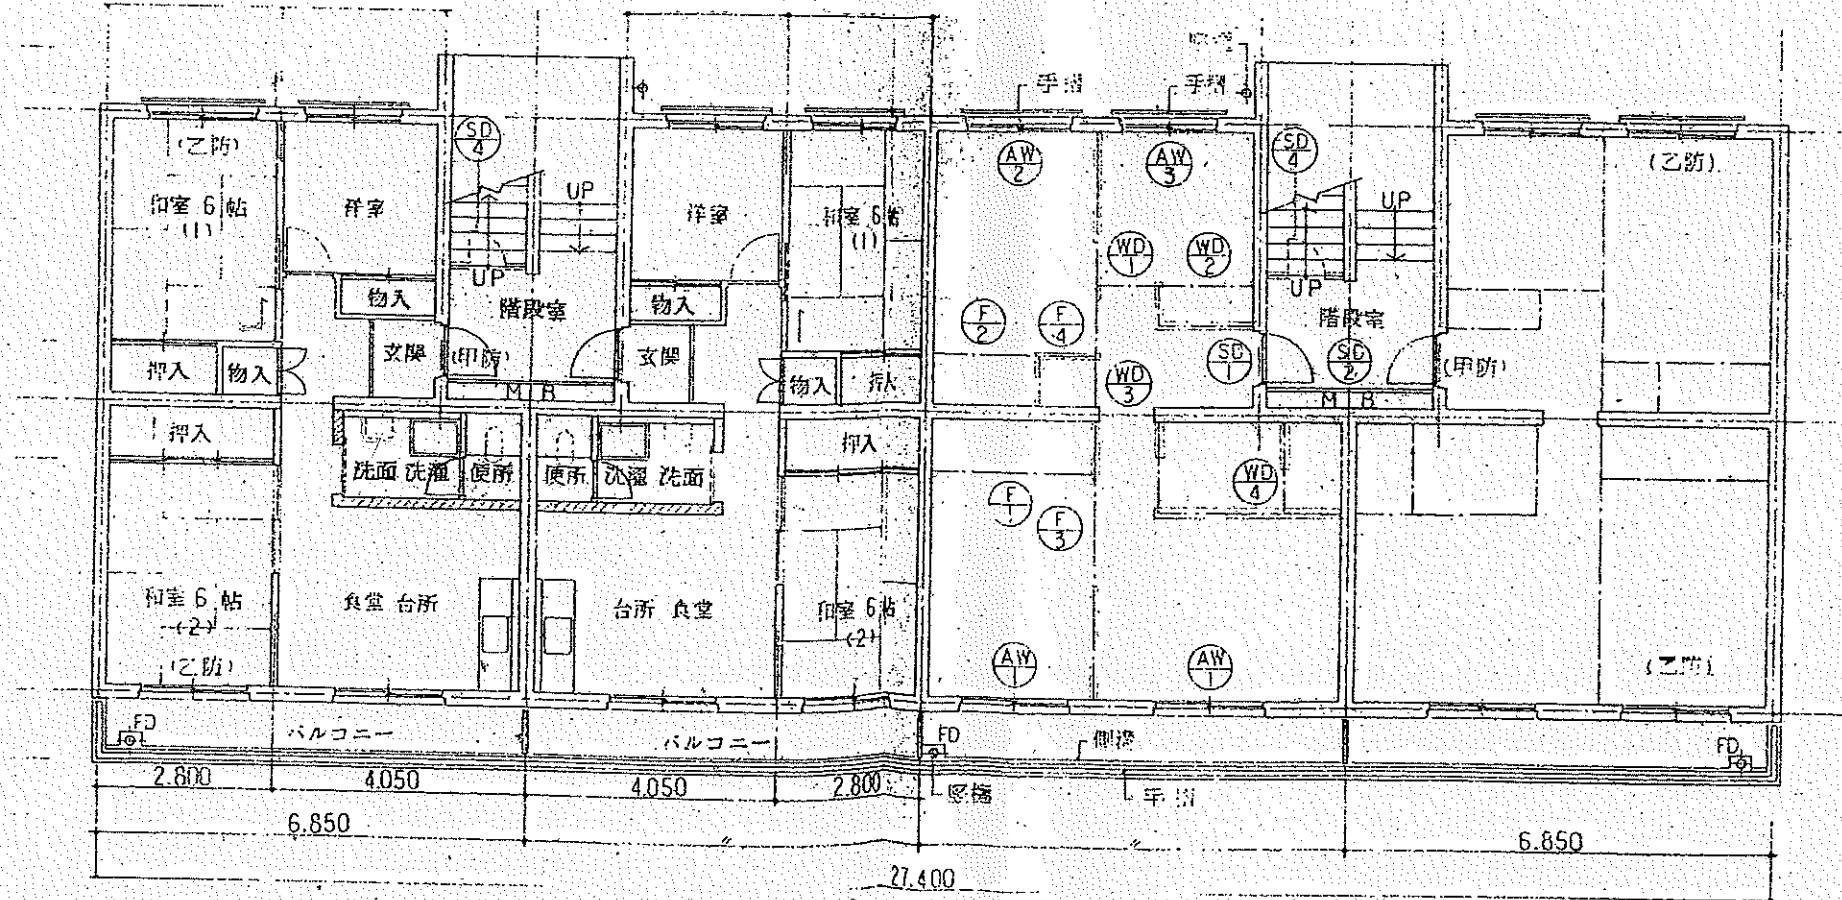 手摺
手摺
SD
4
SD
4
AW
2
AW
3
(乙防)
(乙防)
UP
UP
和室 6 帖
(1)
洋室
洋室
和室 6 帖
(1)
WD
1
WD
2
UP
UP
物入
階段室
物入
F
2
F
4
階段室
玄関
(甲防)
玄関
SD
1
SD
2
(甲防)
押入
物入
物入
押入
WD
3
M B
M B
押入
押入
洗面 洗濯 便所
便所 洗濯 洗面
WD
4
F
1
F
3
和室 6 帖
(2)
食堂 台所
台所 食堂
和室 6 帖
(2)
(乙防)
AW
1
AW
1
(乙防)
FD
バルコニー
バルコニー
FD
側溝
FD
2.800
4.050
4.050
2.800
竪樋
手摺
6.850
〃
〃
6.850
27.400